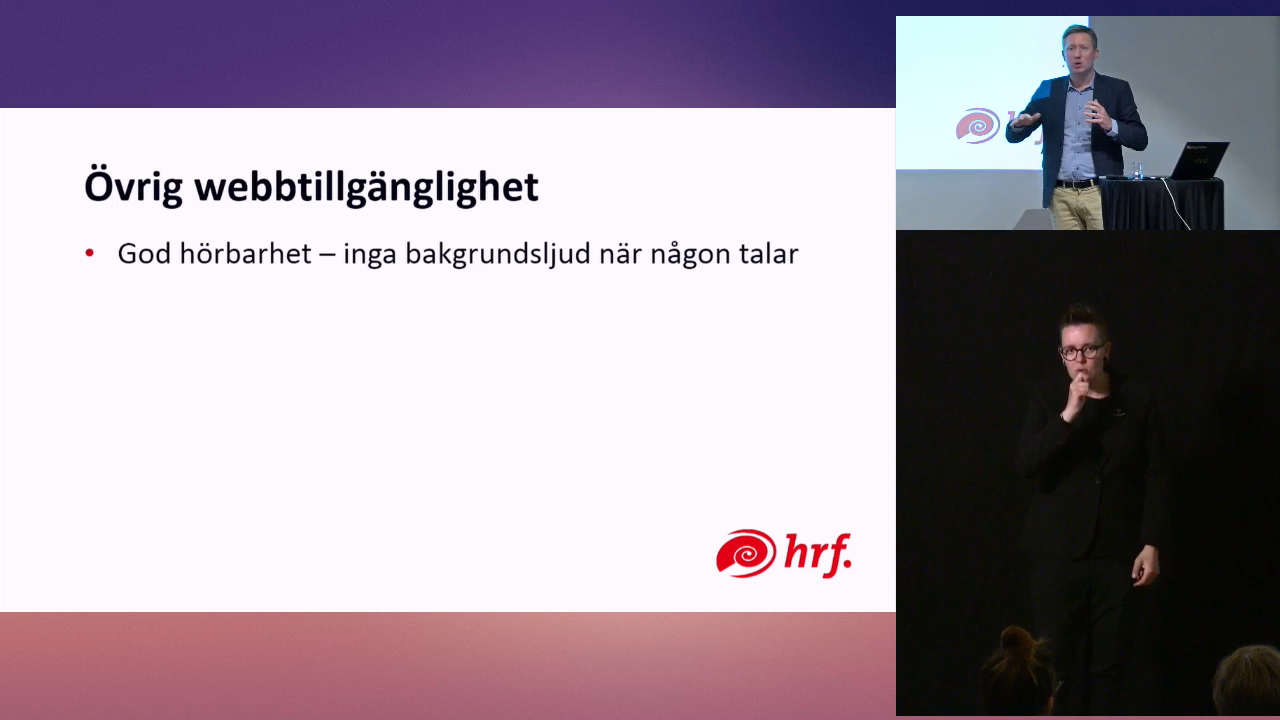 Övrig webbtillgänglighet
• God hörbarhet – inga bakgrundsljud när någon talar
hrf.